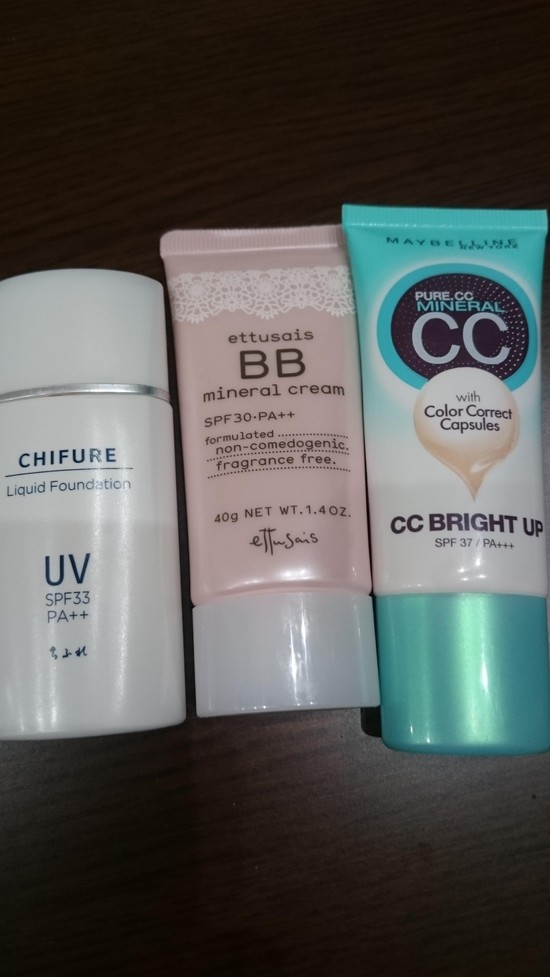 CHIFURE
Liquid Foundation
UV
SPF33
PA++
ちふれ
ettusais
BB
mineral cream
SPF30·PA++
formulated
non-comedogenic.
fragrance free.
40g NET WT.1.4OZ.
ettusais
MAYBELLINE
NEW YORK
PURE.CC
MINERAL
CC
with
Color Correct
Capsules
CC BRIGHT UP
SPF 37 / PA+++